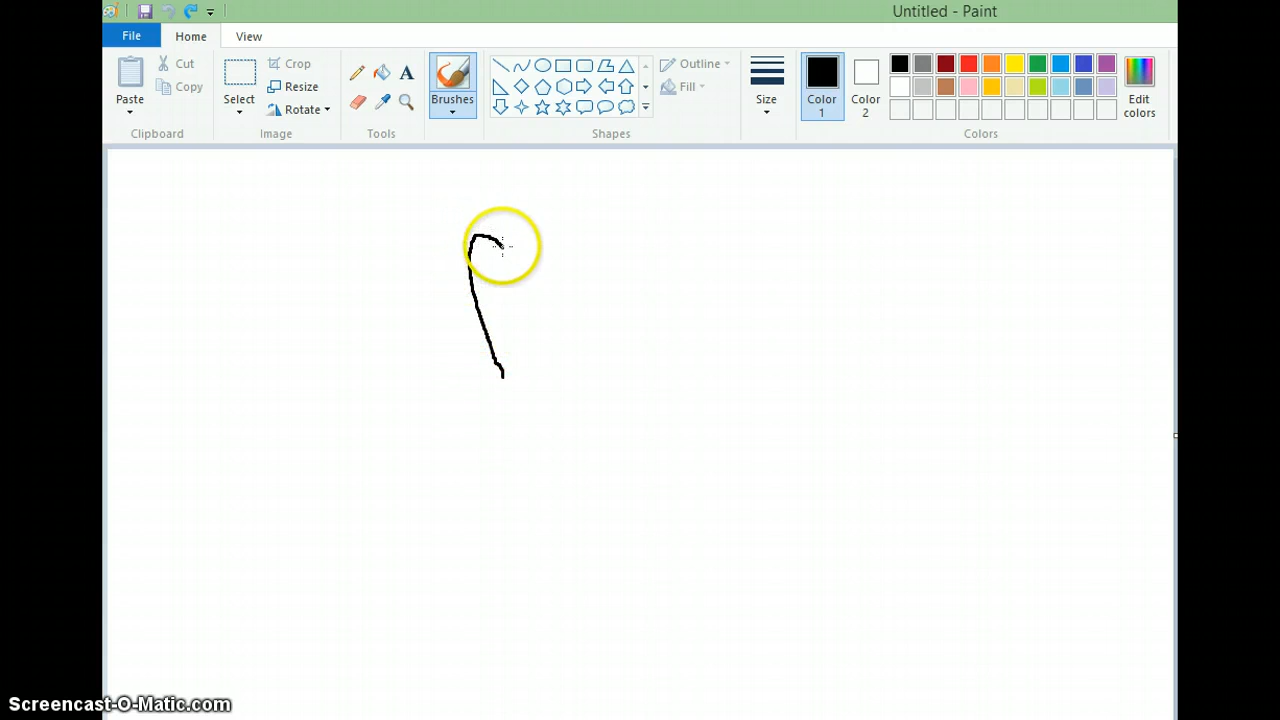 Untitled - Paint
File Home View
Paste Cut Copy Select Crop Resize Rotate A Brushes Outline Fill Size Color 1 Color 2 Edit colors
Clipboard Image Tools Shapes Colors
Screencast-O-Matic.com